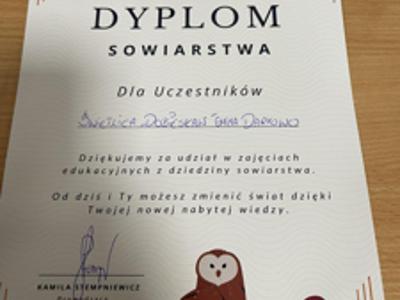 DYPLOM
SOWIARSTWA
Dla Uczestników
Świetlica
Dziękujemy za udział w zajęciach
edukacyjnych z dziedziny sowiarstwa.
Od dziś i Ty możesz zmienić świat dzięki
Twojej nowej nabytej wiedzy.
KAMILA STEMPNIEWICZ